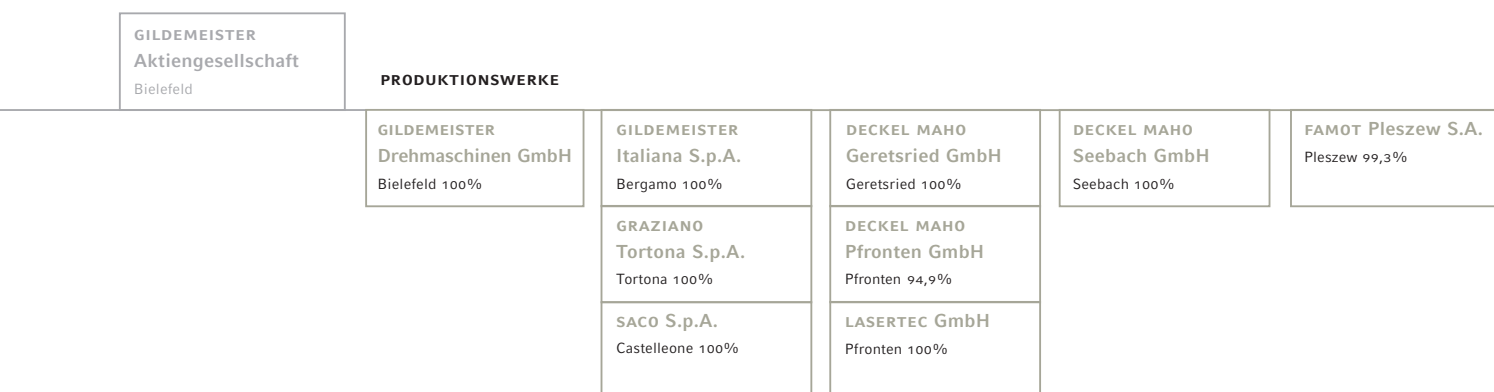 GILDEMEISTER
Aktiengesellschaft
Bielefeld
PRODUKTIONSWERKE
GILDEMEISTER
Drehmaschinen GmbH
Bielefeld 100%
GILDEMEISTER
Italiana S.p.A.
Bergamo 100%
GRAZIANO
Tortona S.p.A.
Tortona 100%
SACO S.p.A.
Castelleone 100%
DECKEL MAHO
Geretsried GmbH
Geretsried 100%
DECKEL MAHO
Pfronten GmbH
Pfronten 94,9%
LASERTEC GmbH
Pfronten 100%
DECKEL MAHO
Seebach GmbH
Seebach 100%
FAMOT Pleszew S.A.
Pleszew 99,3%